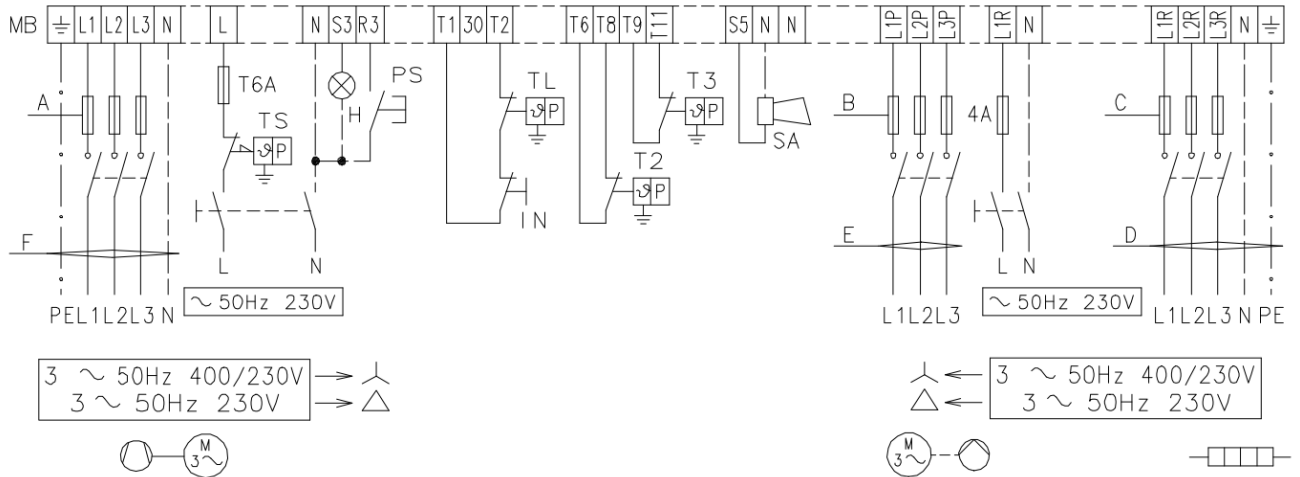 MB L1 L2 L3 N L N S3 R3 T1 30 T2 T6 T8 T9 T11 S5 N N L1P L2P L3P L1R N L1R L2R L3R N
A T6A H PS TL T3 B 4A C
TS SA
T2
IN
F E D
L N L N
PE L1 L2 L3 N ~ 50Hz 230V L1 L2 L3 ~ 50Hz 230V L1 L2 L3 N PE
ϑ P ϑ P ϑ P ϑ P
3 ~ 50Hz 400/230V 3 ~ 50Hz 400/230V
3 ~ 50Hz 230V 3 ~ 50Hz 230V
M M
3~ 3~